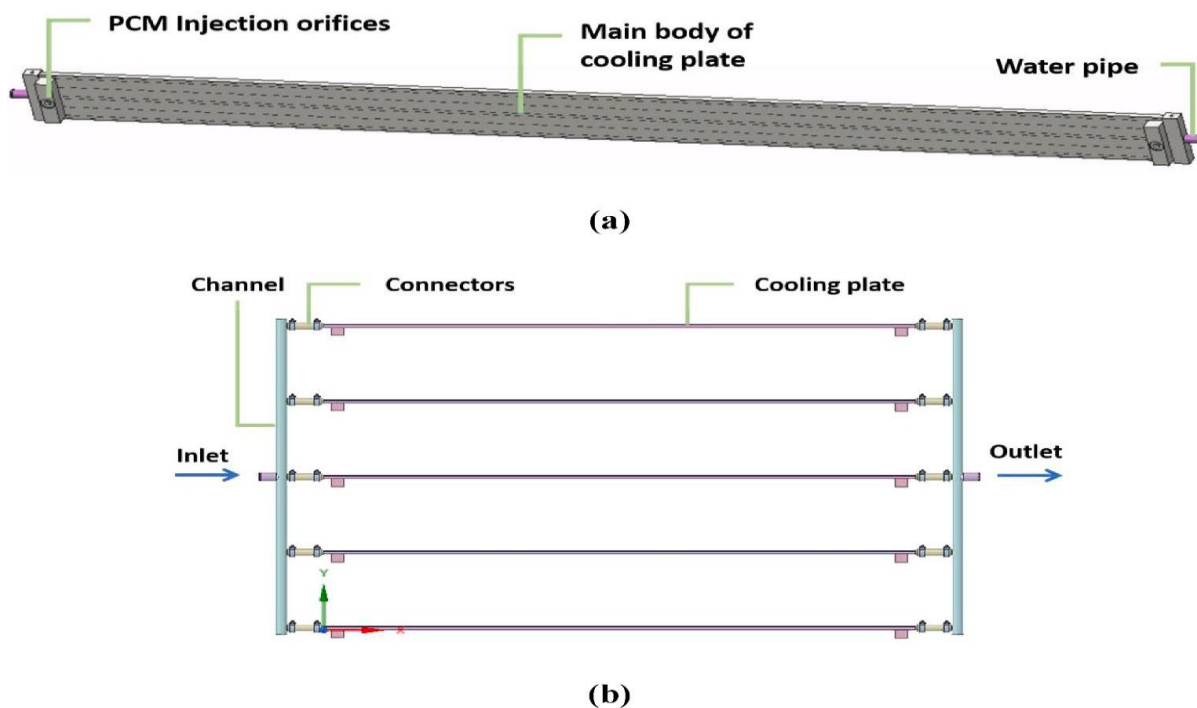 PCM Injection orifices
Main body of
cooling plate
Water pipe
(a)
Channel
Connectors
Cooling plate
Inlet
Outlet
Y
X
(b)